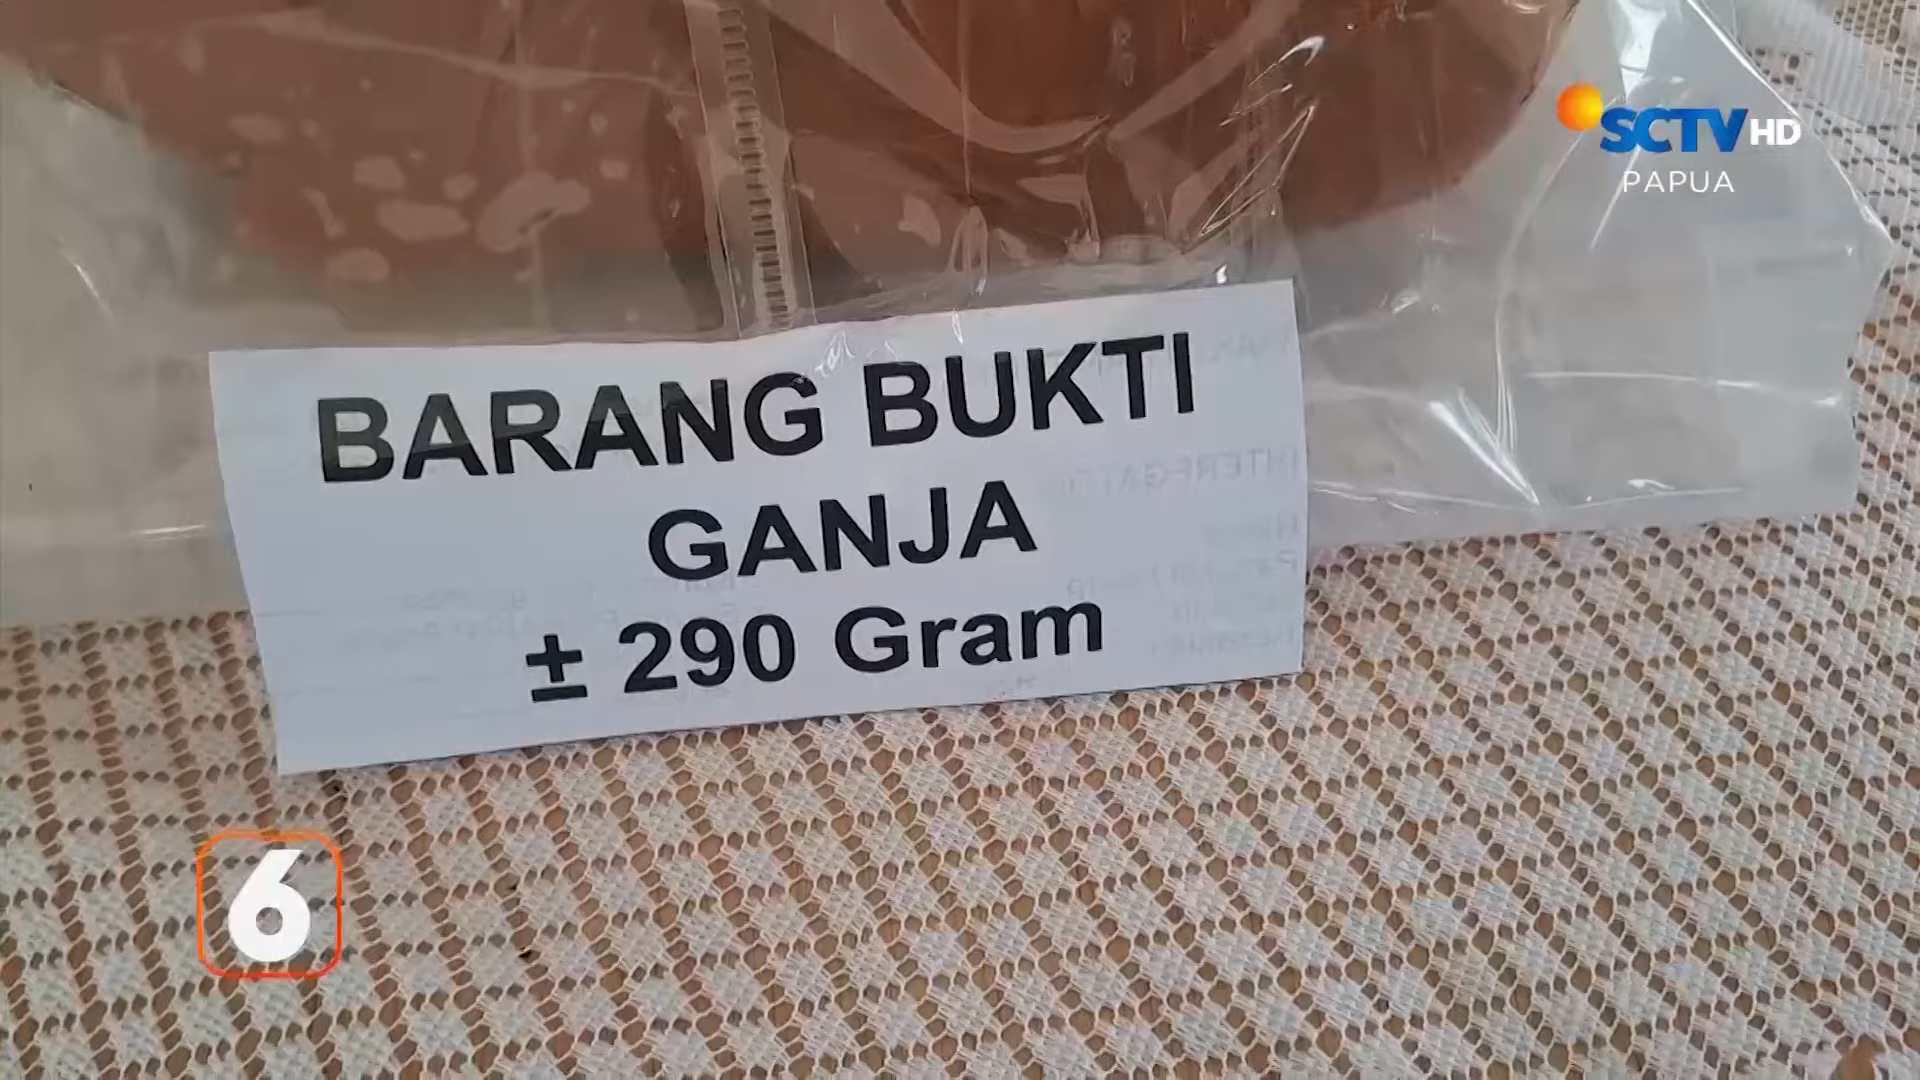 SCTV HD
PAPUA
BARANG BUKTI
GANJA
± 290 Gram
6